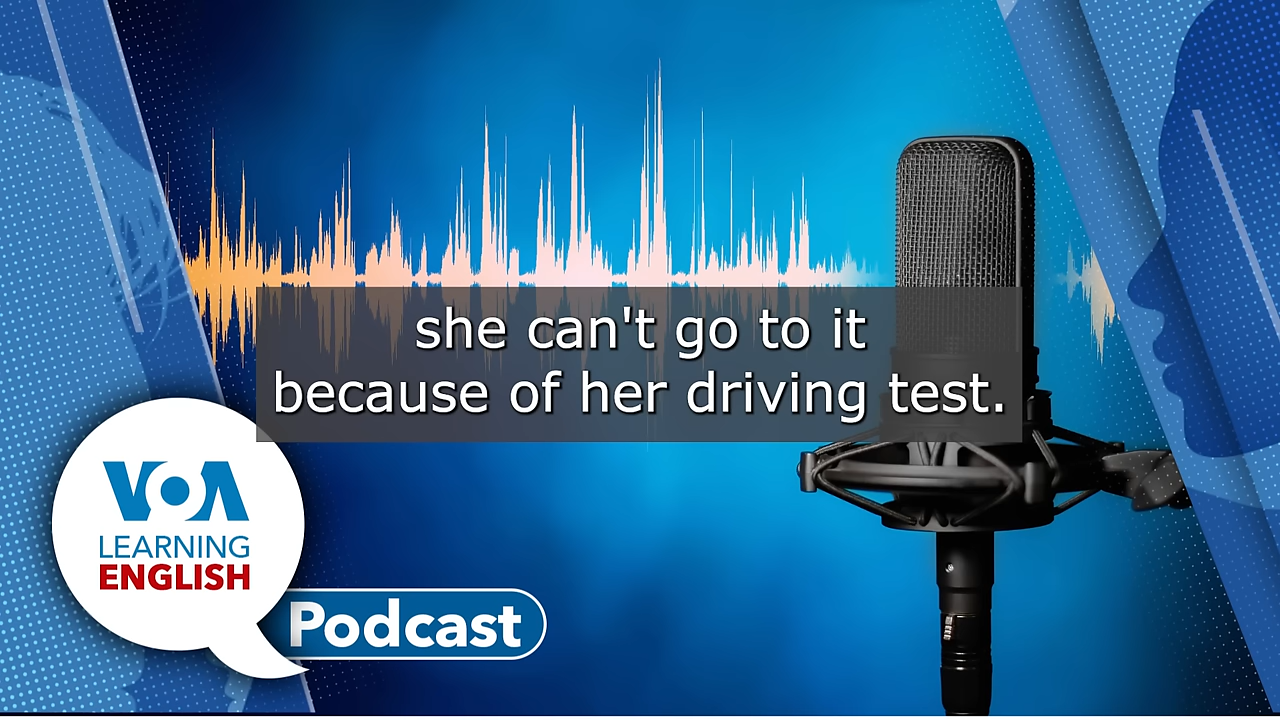 she can't go to it
because of her driving test.
VOA
LEARNING
ENGLISH
Podcast